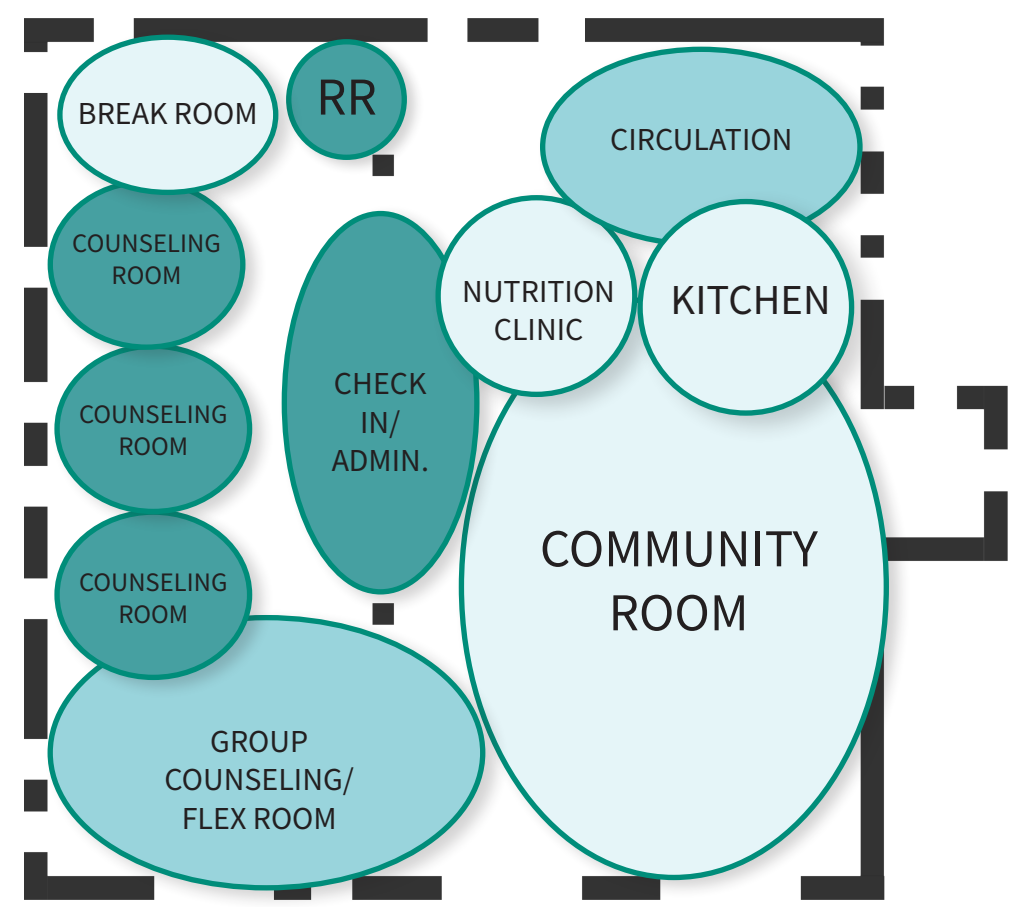 BREAK ROOM
RR
CIRCULATION
COUNSELING
ROOM
NUTRITION
CLINIC
KITCHEN
CHECK
IN/
ADMIN.
COUNSELING
ROOM
COMMUNITY
ROOM
COUNSELING
ROOM
GROUP
COUNSELING/
FLEX ROOM